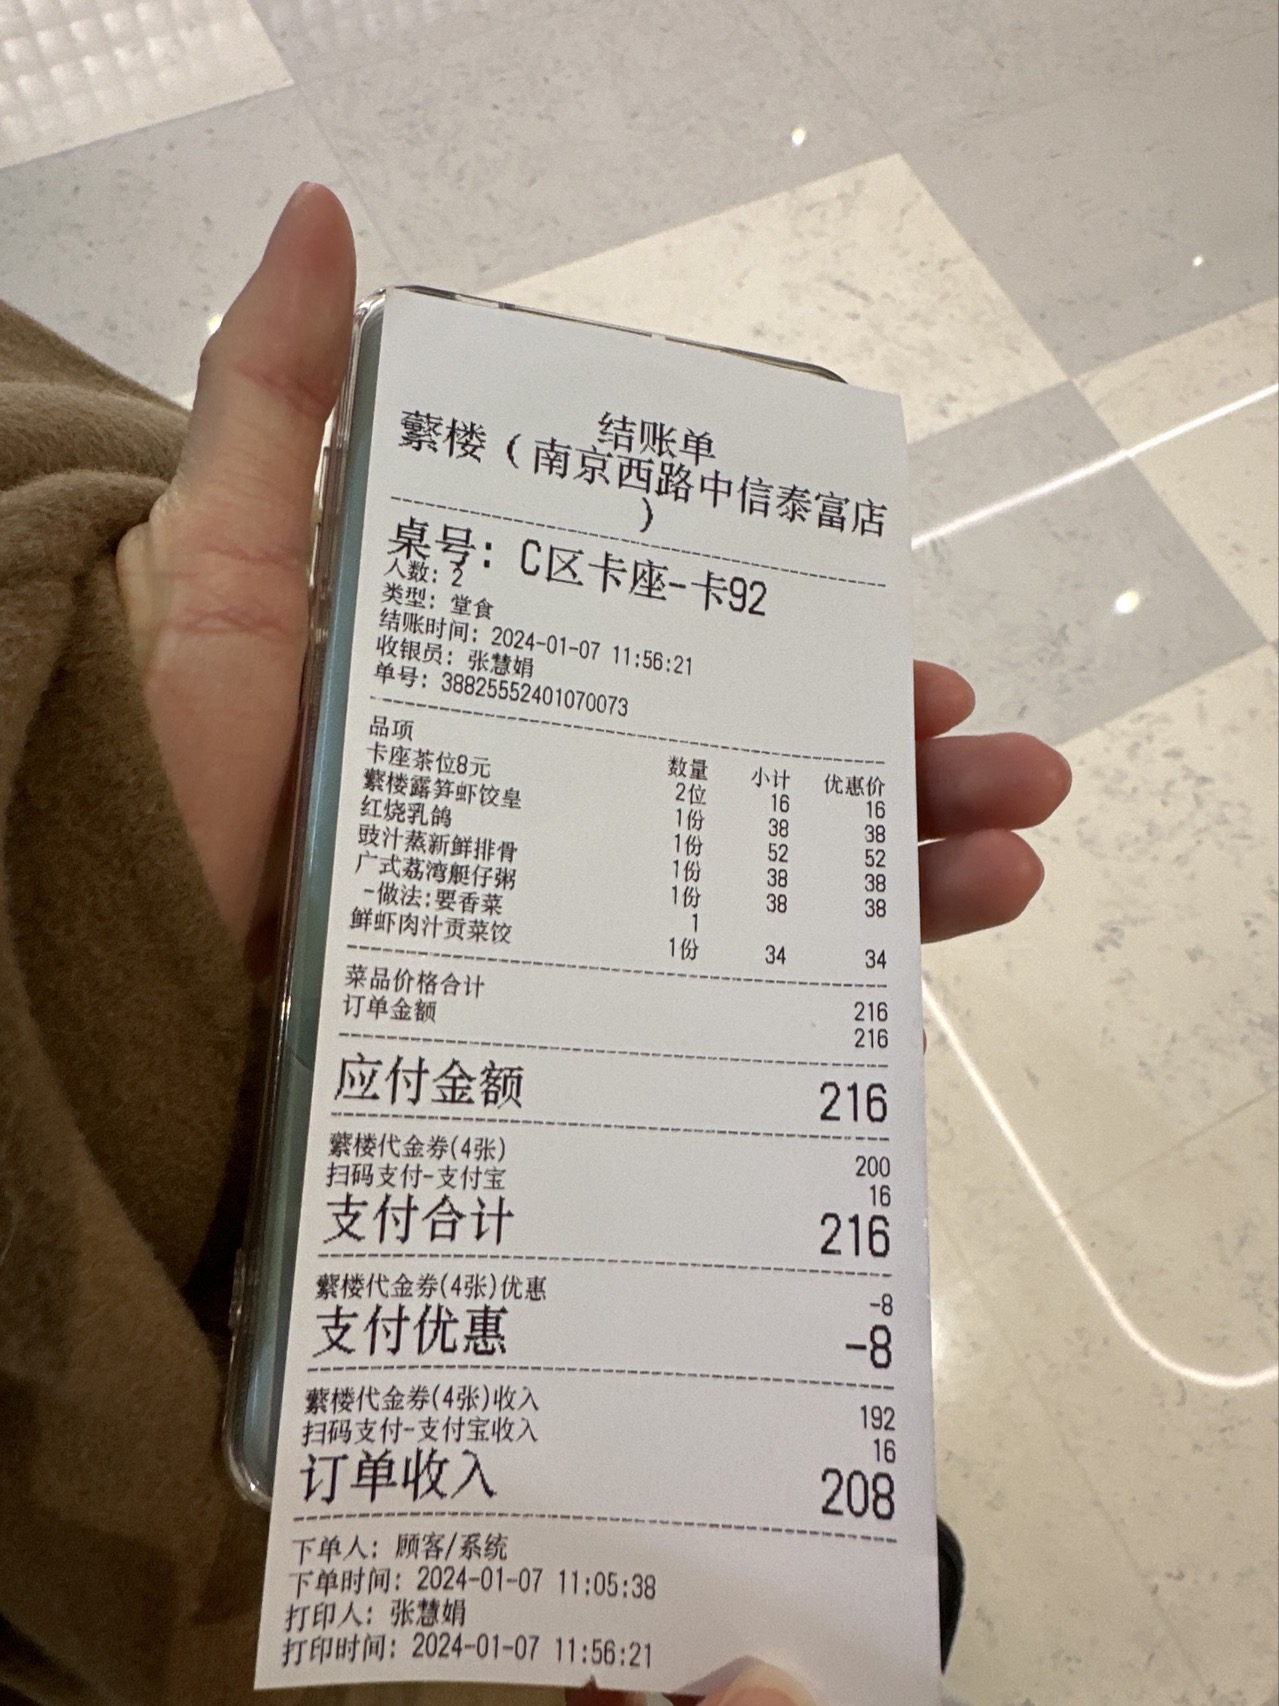 结账单
蘩楼（南京西路中信泰富店
）
桌号：C区卡座-卡92
人数：2
类型：堂食
结账时间：2024-01-07 11:56:21
收银员：张慧娟
单号：38825552401070073
品项 数量 小计 优惠价
卡座茶位8元 2位 16 16
蘩楼露笋虾饺皇 1份 38 38
红烧乳鸽 1份 52 52
豉汁蒸新鲜排骨 1份 38 38
广式荔湾艇仔粥 1份 38 38
-做法:要香菜 1
鲜虾肉汁贡菜饺 1份 34 34
菜品价格合计 216
订单金额 216
应付金额 216
蘩楼代金券(4张) 200
扫码支付-支付宝 16
支付合计 216
蘩楼代金券(4张)优惠 -8
支付优惠 -8
蘩楼代金券(4张)收入 192
扫码支付-支付宝收入 16
订单收入 208
下单人：顾客/系统
下单时间：2024-01-07 11:05:38
打印人：张慧娟
打印时间：2024-01-07 11:56:21